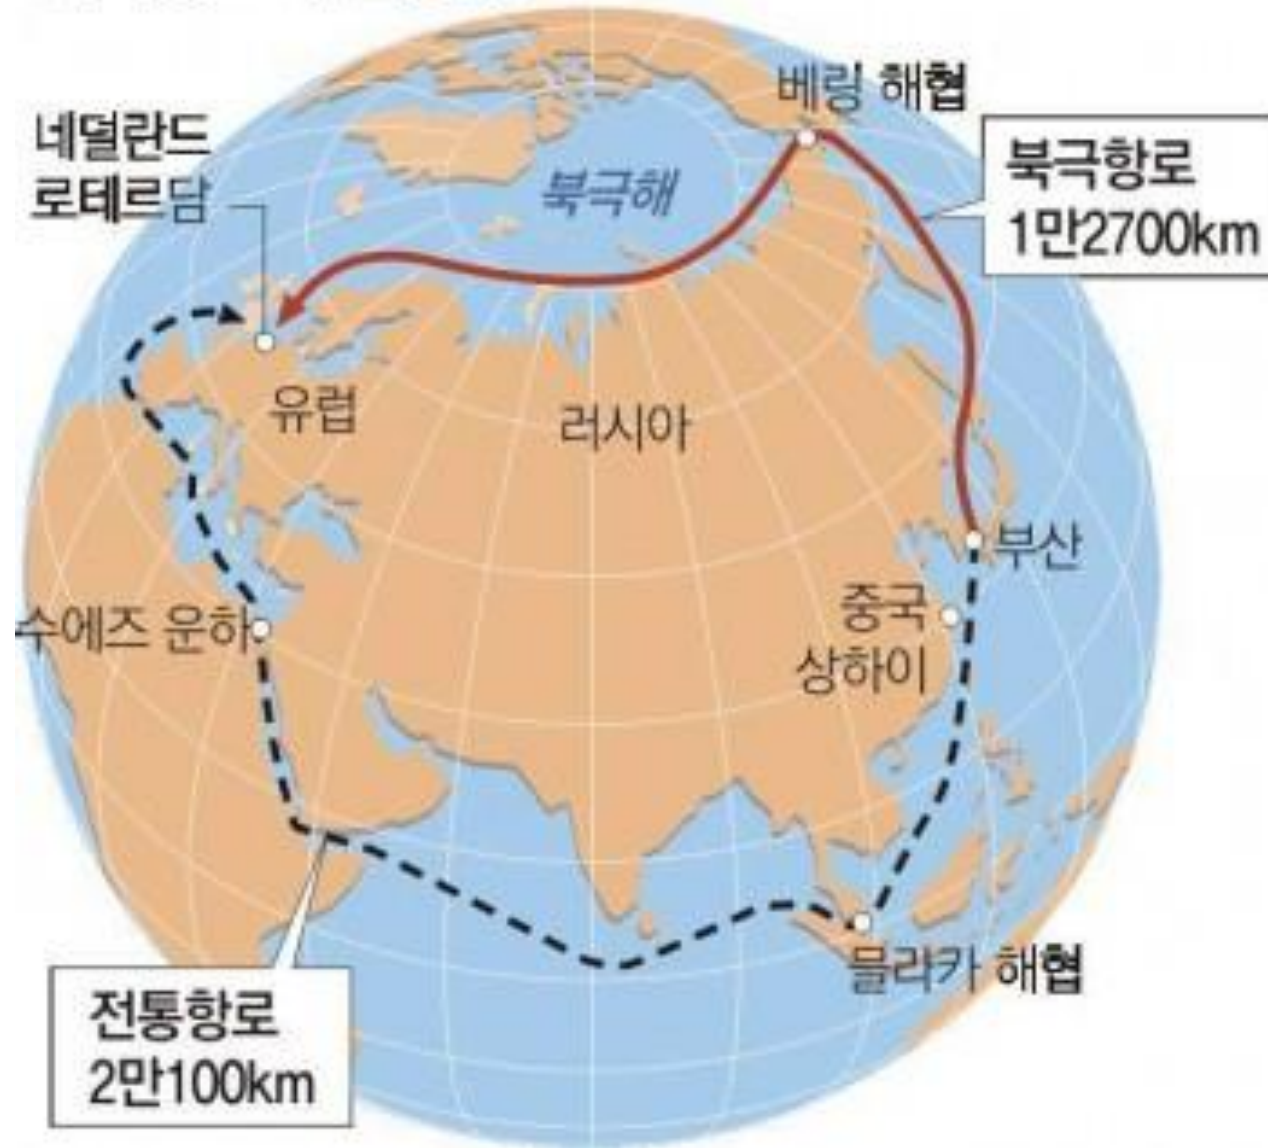 베링 해협
네덜란드
로테르담
북극항로
1만2700km
북극해
유럽
러시아
부산
중국
상하이
수에즈 운하
믈라카 해협
전통항로
2만100km